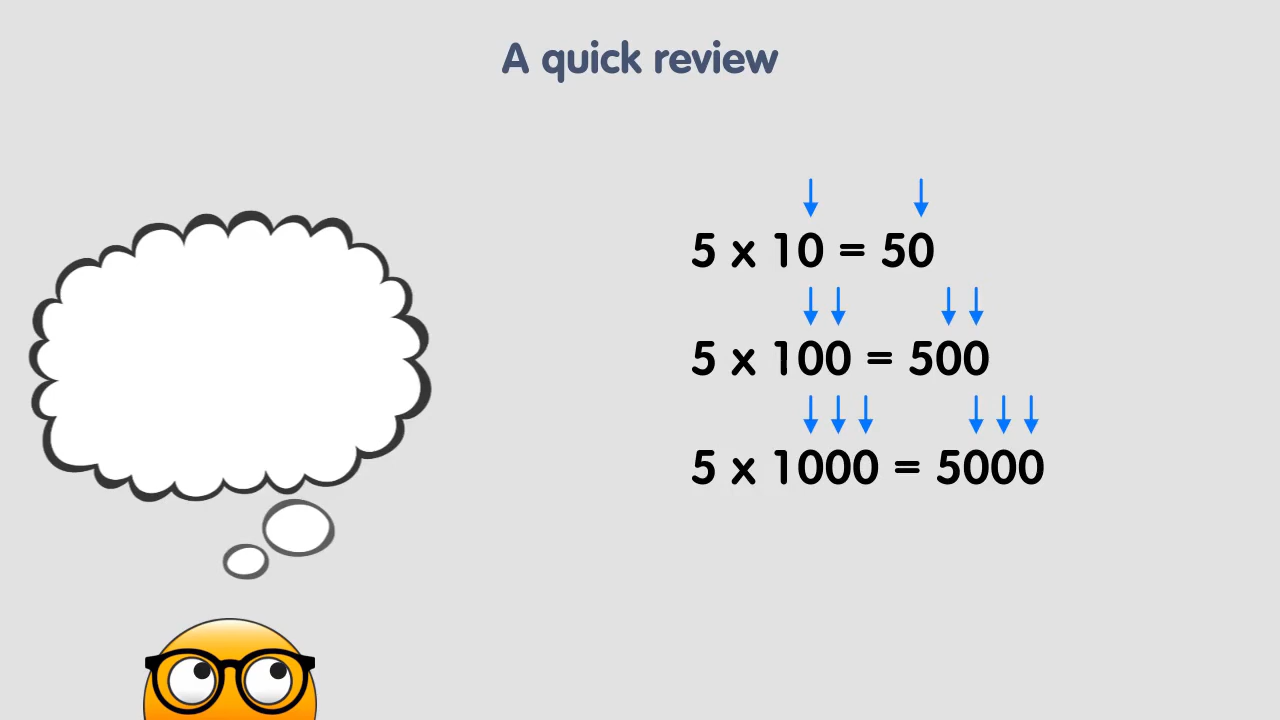 A quick review
5 x 10 = 50
5 x 100 = 500
5 x 1000 = 5000